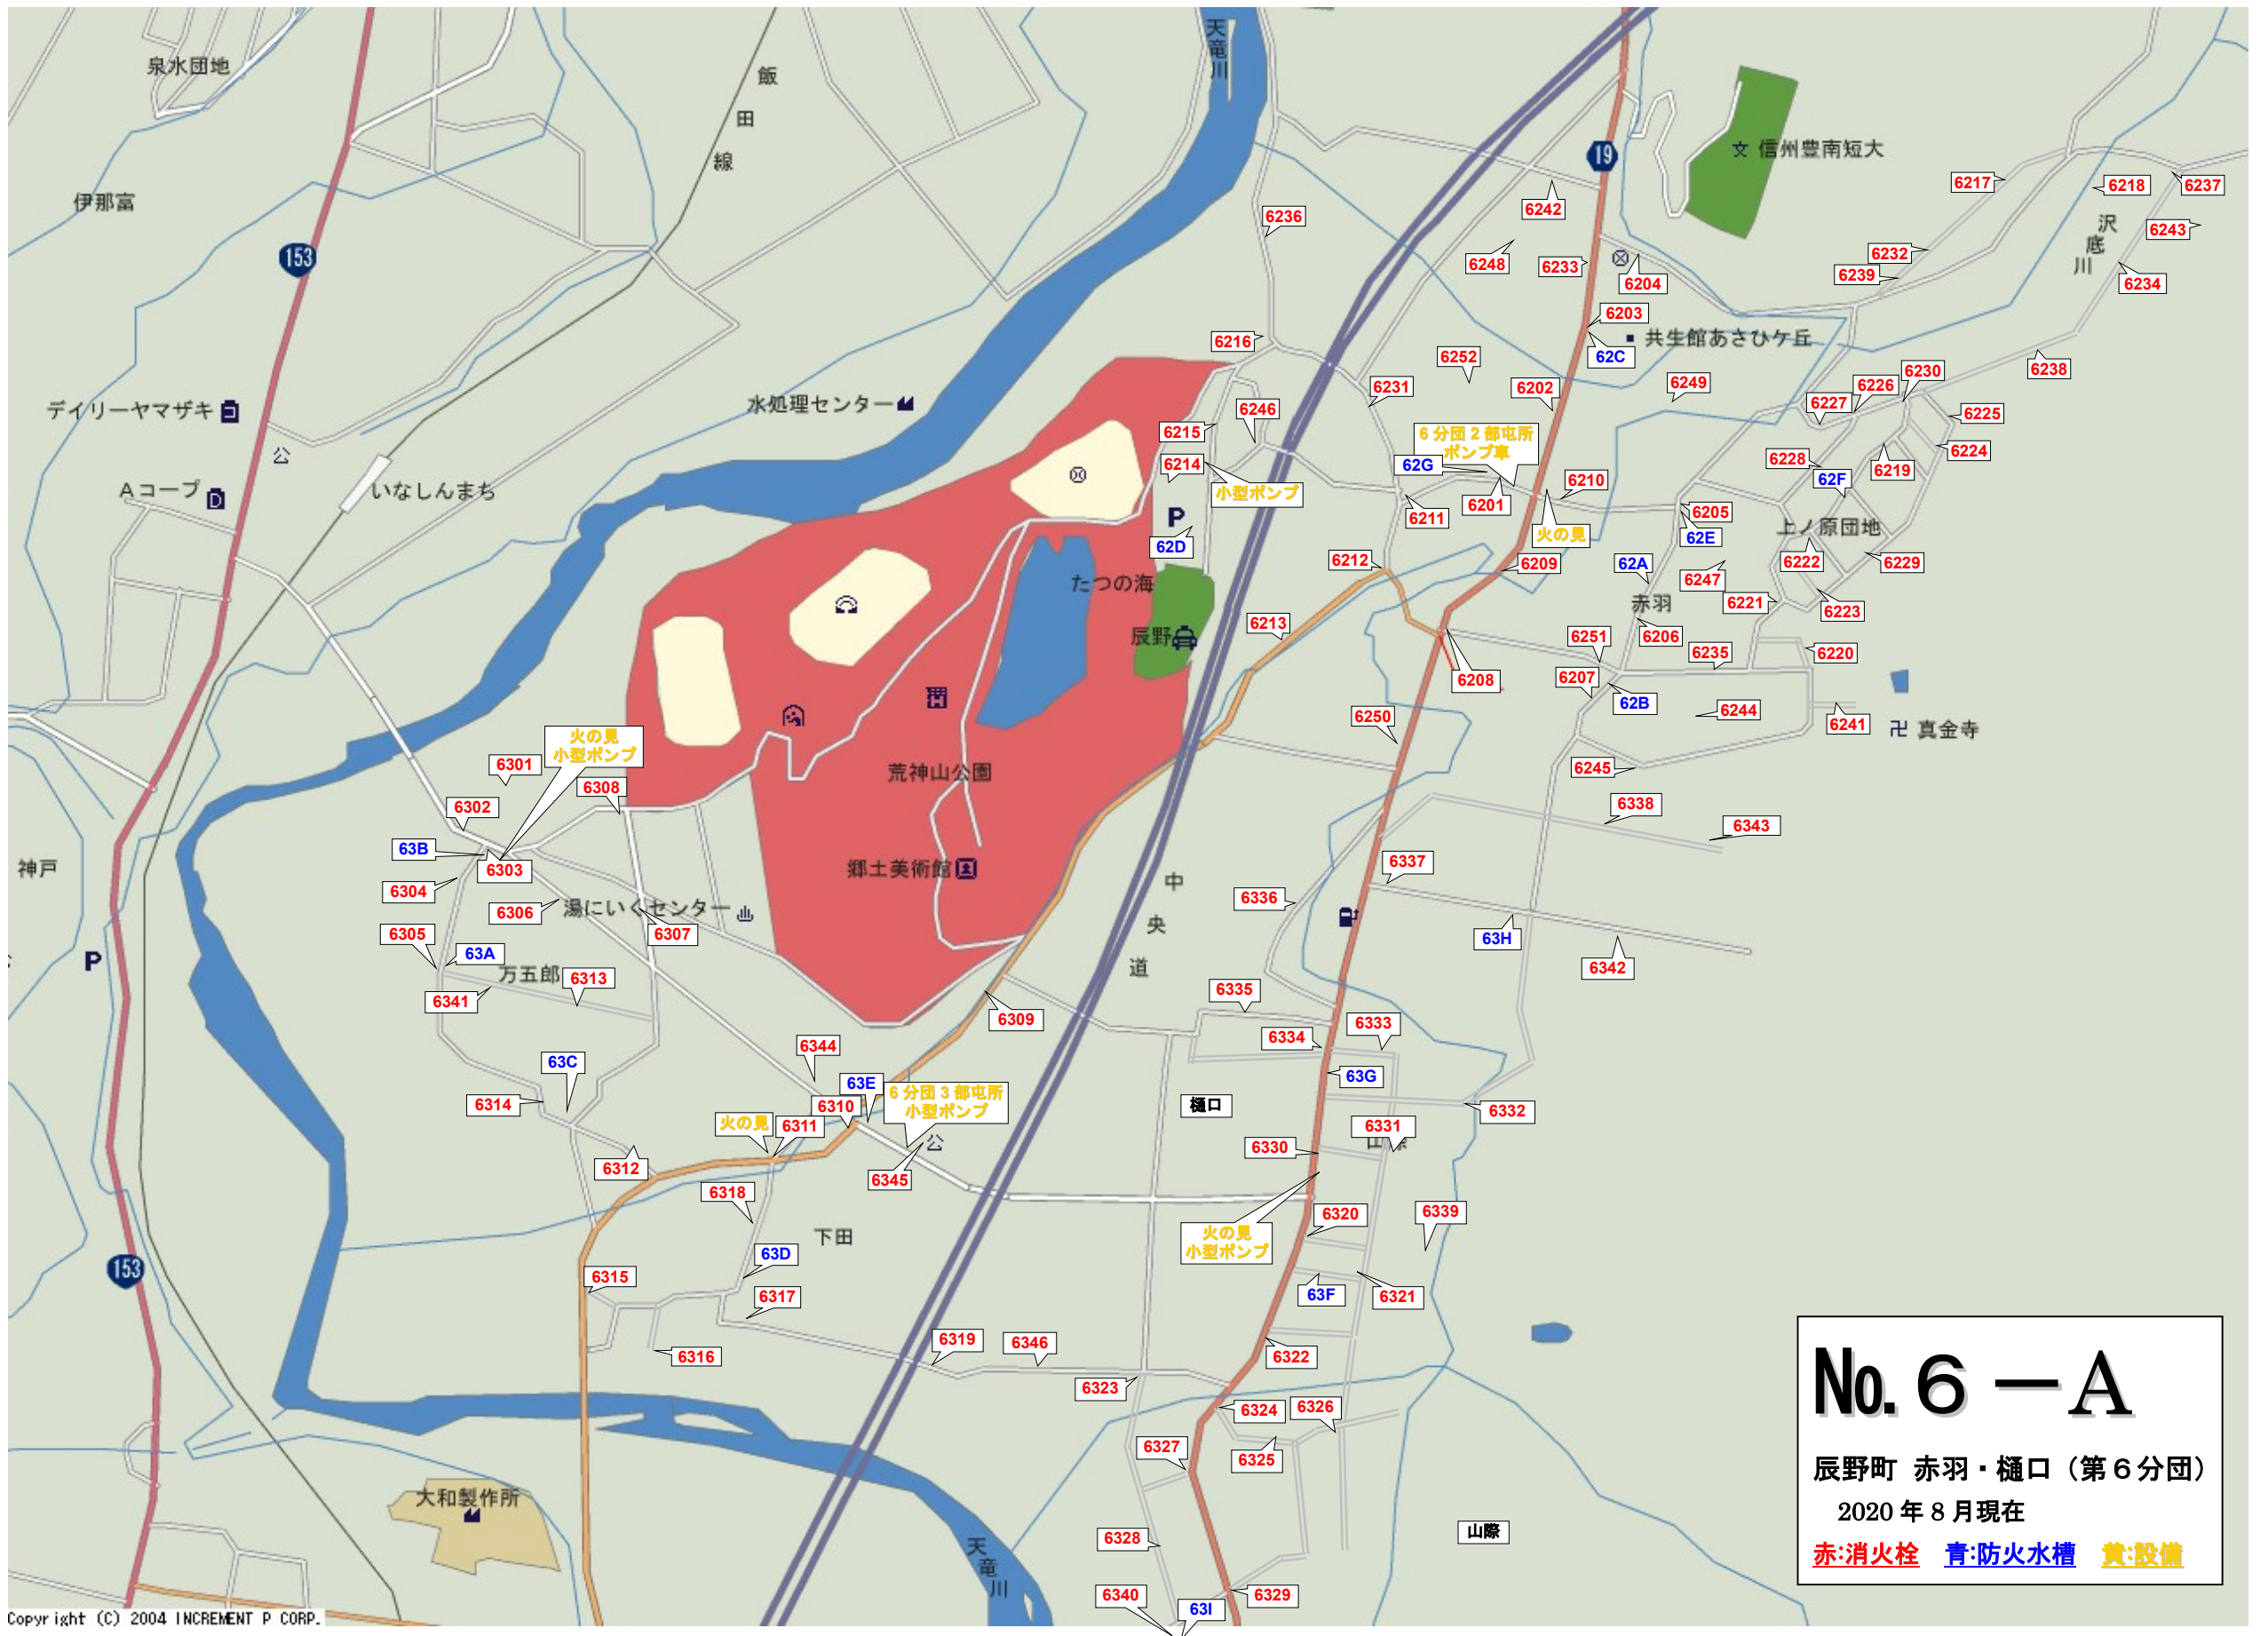 天竜川
泉水団地
飯田線
19
文 信州豊南短大
6217
6218
6237
伊那富
6236
6242
沢底川
6243
153
6248
6233
6204
6232
6239
6234
6203
共生館あさひケ丘
6216
6252
62C
6238
6231
6202
6249
6230
6226
デイリーヤマザキ
水処理センター
6246
6227
6225
6215
6分団2部屯所
ポンプ車
公
6214
62G
6228
6219
6224
Aコープ
いなしんまち
小型ポンプ
6210
62F
P
6211
6201
6205
火の見
62E
上ノ原団地
62D
6212
6209
62A
6222
6229
たつの海
6247
赤羽
6221
6223
6213
辰野
6251
6206
6235
6220
6208
6207
62B
6244
6250
6241
卍 真金寺
火の見
小型ポンプ
6301
荒神山公園
6245
6308
6302
6338
6343
63B
6303
神戸
6304
郷土美術館
6337
中央道
6306
湯にいくセンター
6336
6305
6307
63H
P
63A
6342
万五郎
6313
6341
6335
6309
6333
6344
6334
63C
63E
6分団3部屯所
小型ポンプ
63G
6314
6310
樋口
6332
火の見
6311
6331
公
6330
6312
6345
6318
6320
6339
下田
火の見
小型ポンプ
63D
153
6315
63F
6321
6317
6319
6346
6316
6322
6323
6324
6326
6327
6325
大和製作所
天竜川
6328
山際
6340
63I
6329
№.6－A
辰野町 赤羽・樋口（第6分団）
2020年8月現在
赤:消火栓 青:防火水槽 黄:設備
Copyright (C) 2004 INCREMENT P CORP.